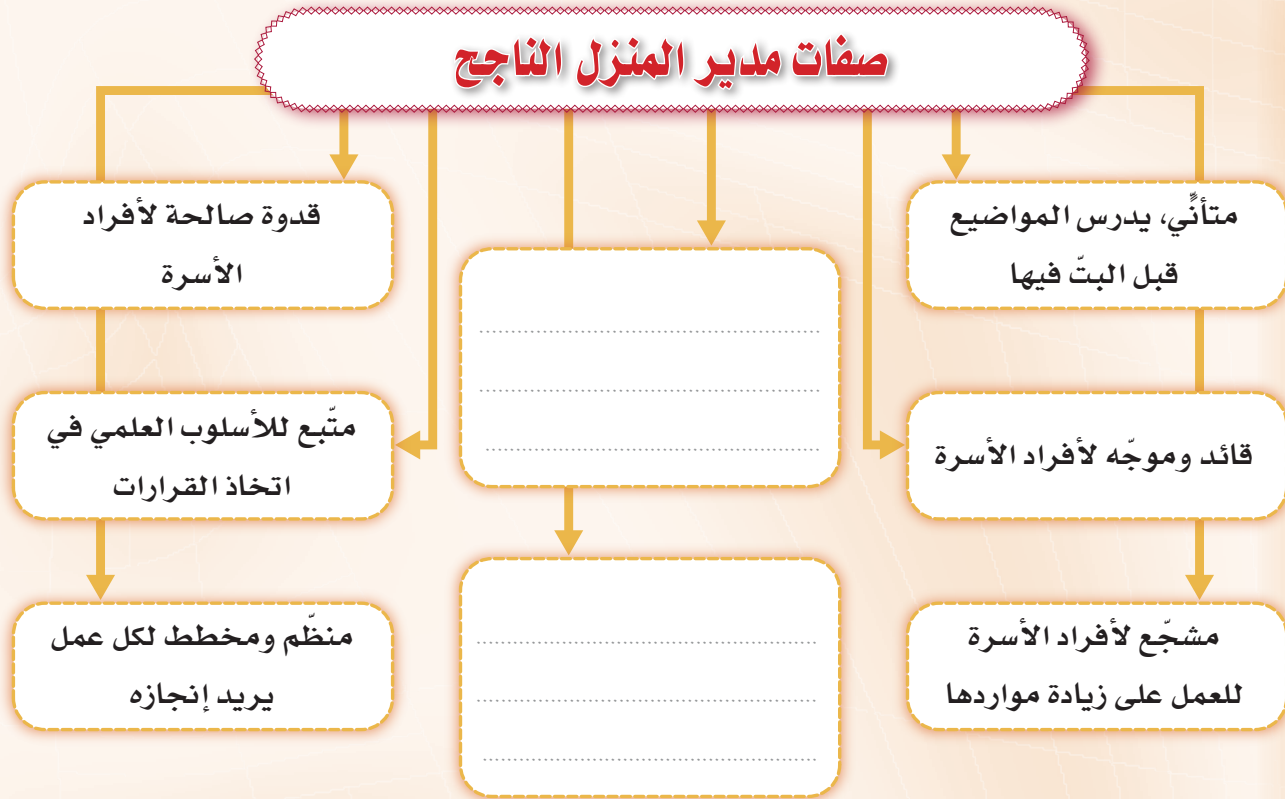 صفات مدير المنزل الناجح
متأنٍّي، يدرس المواضيع
قبل البتّ فيها
قائد وموجّه لأفراد الأسرة
مشجّع لأفراد الأسرة
للعمل على زيادة مواردها
قدوة صالحة لأفراد
الأسرة
متّبع للأسلوب العلمي في
اتخاذ القرارات
منظّم ومخطط لكل عمل
يريد إنجازه